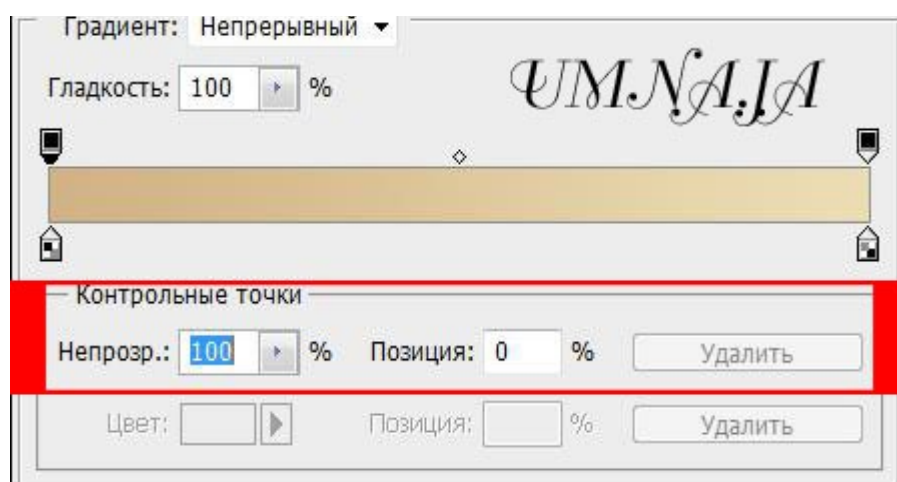 Градиент: Непрерывный
Гладкость: 100 %
UMNAJA
Контрольные точки
Непрозр.: 100 % Позиция: 0 % Удалить
Цвет: Позиция: % Удалить